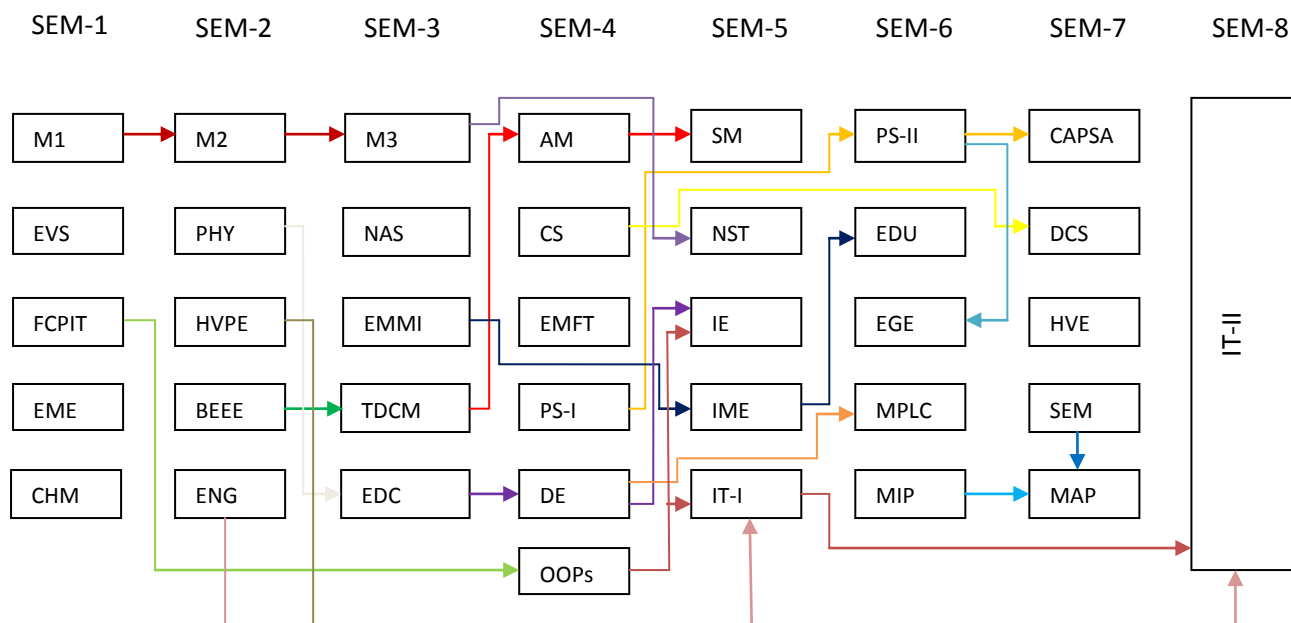 SEM-1 SEM-2 SEM-3 SEM-4 SEM-5 SEM-6 SEM-7 SEM-8
M1 M2 M3 AM SM PS-II CAPSA
EVS PHY NAS CS NST EDU DCS
FCPIT HVPE EMMI EMFT IE EGE HVE
IT-II
EME BEEE TDCM PS-I IME MPLC SEM
CHM ENG EDC DE IT-I MIP MAP
OOPs